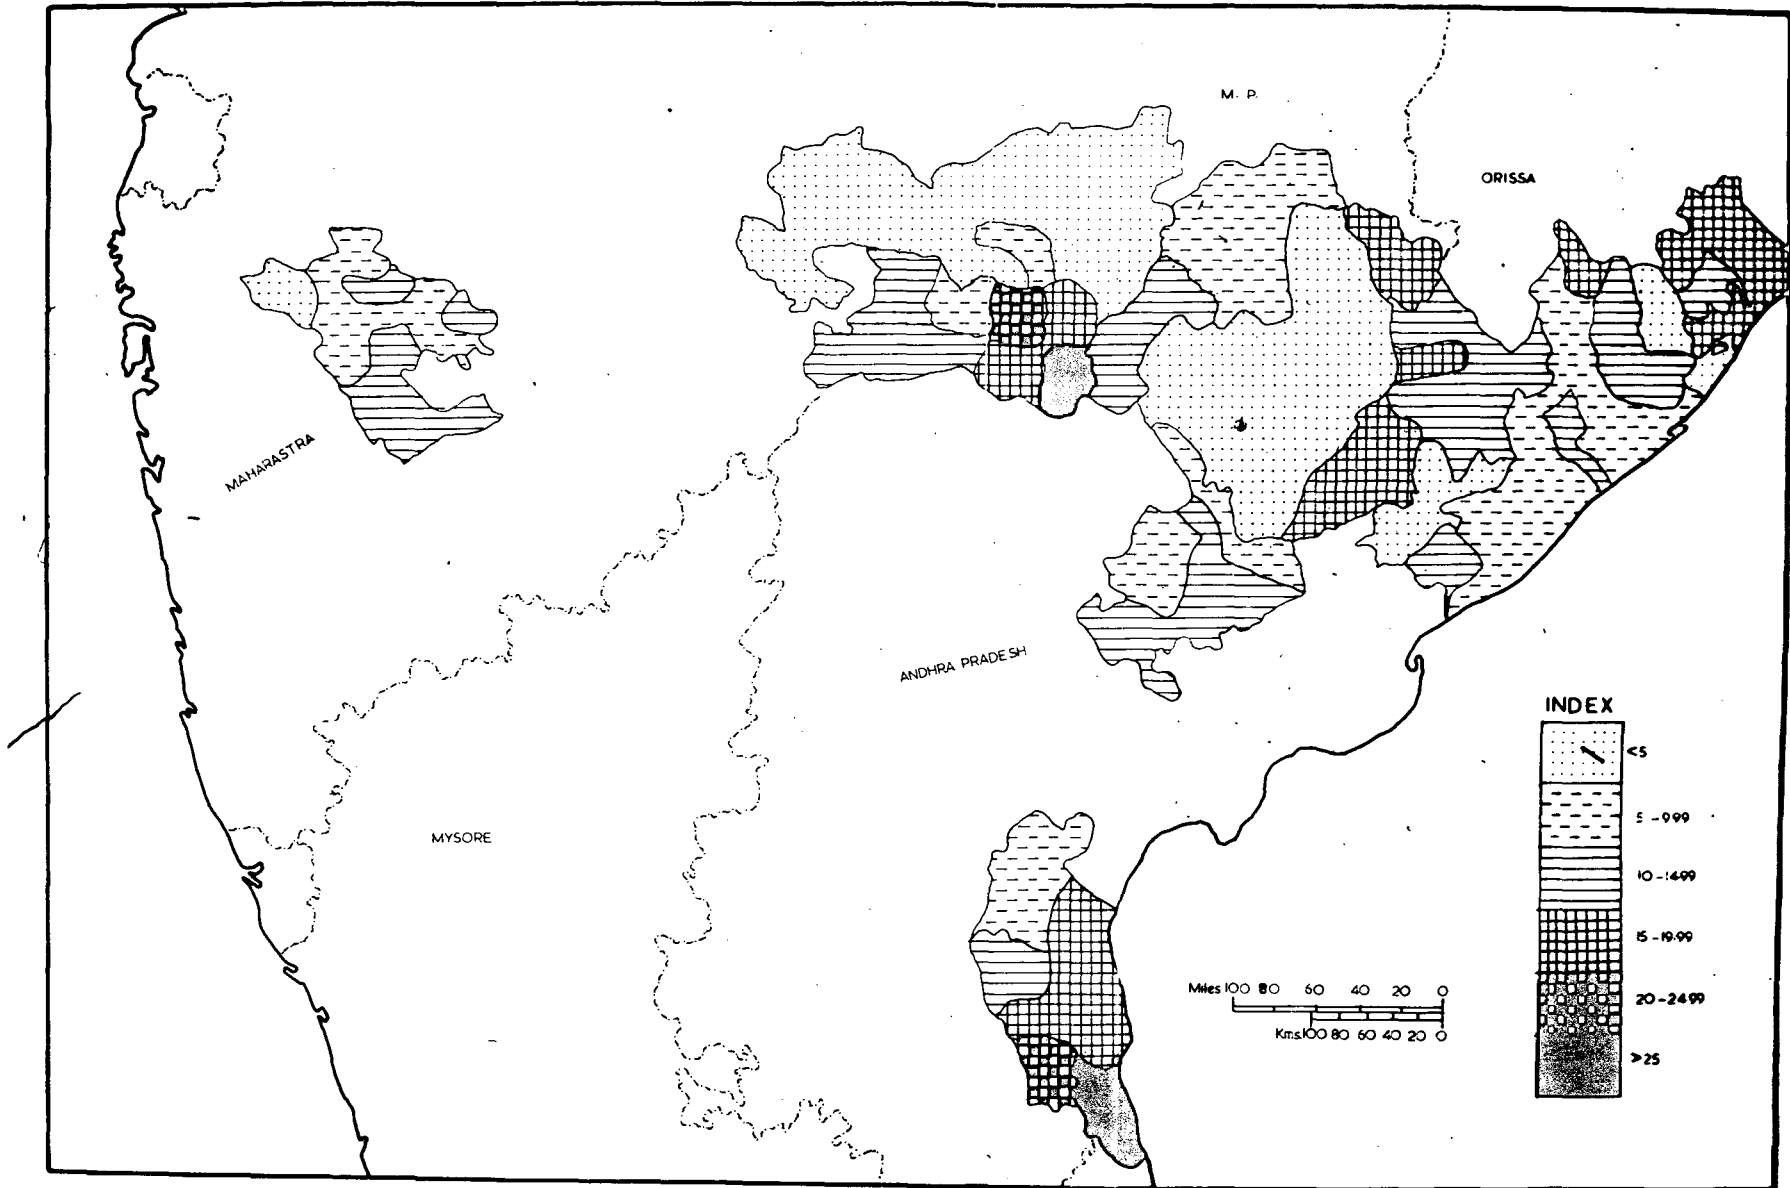 M. P.
ORISSA
MAHARASTRA
ANDHRA PRADESH
MYSORE
INDEX
<5
5 -9·99
10 -14·99
15 -19·99
20 -24·99
>25
Miles 100 80 60 40 20 0
Kms.100 80 60 40 20 0